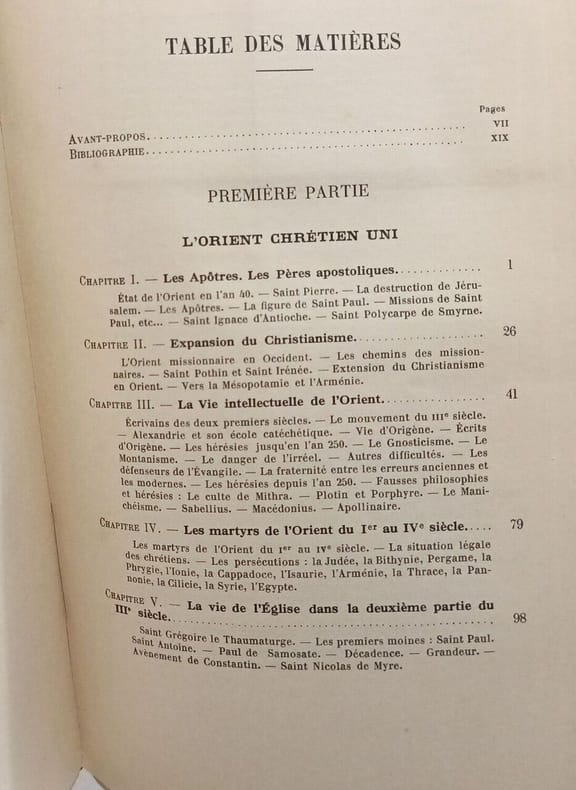 TABLE DES MATIÈRES
Pages
AVANT-PROPOS. VII
BIBLIOGRAPHIE. XIX
PREMIÈRE PARTIE
L'ORIENT CHRÉTIEN UNI
CHAPITRE I. — Les Apôtres. Les Pères apostoliques. 1
État de l'Orient en l'an 40. — Saint Pierre. — La destruction de Jéru-
salem. — Les Apôtres. — La figure de Saint Paul. — Missions de Saint
Paul, etc... — Saint Ignace d'Antioche. — Saint Polycarpe de Smyrne.
CHAPITRE II. — Expansion du Christianisme. 26
L'Orient missionnaire en Occident. — Les chemins des mission-
naires. — Saint Pothin et Saint Irénée. — Extension du Christianisme
en Orient. — Vers la Mésopotamie et l'Arménie.
CHAPITRE III. — La Vie intellectuelle de l'Orient. 41
Écrivains des deux premiers siècles. — Le mouvement du IIIe siècle.
— Alexandrie et son école catéchétique. — Vie d'Origène. — Écrits
d'Origène. — Les hérésies jusqu'en l'an 250. — Le Gnosticisme. — Le
Montanisme. — Le danger de l'irréel. — Autres difficultés. — Les
défenseurs de l'Évangile. — La fraternité entre les erreurs anciennes et
les modernes. — Les hérésies depuis l'an 250. — Fausses philosophies
et hérésies : Le culte de Mithra. — Plotin et Porphyre. — Le Mani-
chéisme. — Sabellius. — Macédonius. — Apollinaire.
CHAPITRE IV. — Les martyrs de l'Orient du Ier au IVe siècle. 79
Les martyrs de l'Orient du Ier au IVe siècle. — La situation légale
des chrétiens. — Les persécutions : la Judée, la Bithynie, Pergame, la
Phrygie, l'Ionie, la Cappadoce, l'Isaurie, l'Arménie, la Thrace, la Pan-
nonie, la Cilicie, la Syrie, l'Egypte.
CHAPITRE V. — La vie de l'Église dans la deuxième partie du
IIIe siècle. 98
Saint Grégoire le Thaumaturge. — Les premiers moines : Saint Paul.
Saint Antoine. — Paul de Samosate. — Décadence. — Grandeur. —
Avènement de Constantin. — Saint Nicolas de Myre.